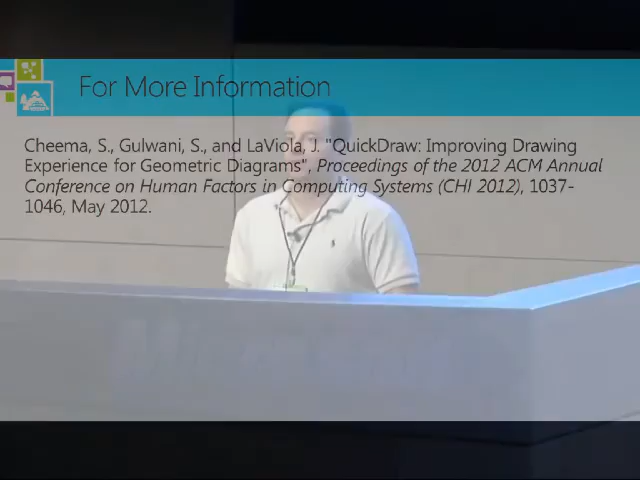 For More Information
Cheema, S., Gulwani, S., and LaViola, J. "QuickDraw: Improving Drawing
Experience for Geometric Diagrams", Proceedings of the 2012 ACM Annual
Conference on Human Factors in Computing Systems (CHI 2012), 1037-
1046, May 2012.